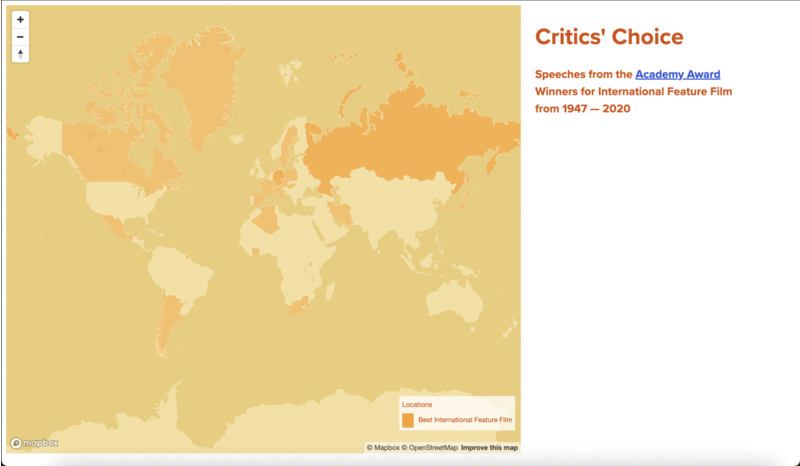 Critics' Choice
Speeches from the Academy Award
Winners for International Feature Film
from 1947 — 2020
Locations
Best International Feature Film
mapbox
© Mapbox © OpenStreetMap Improve this map